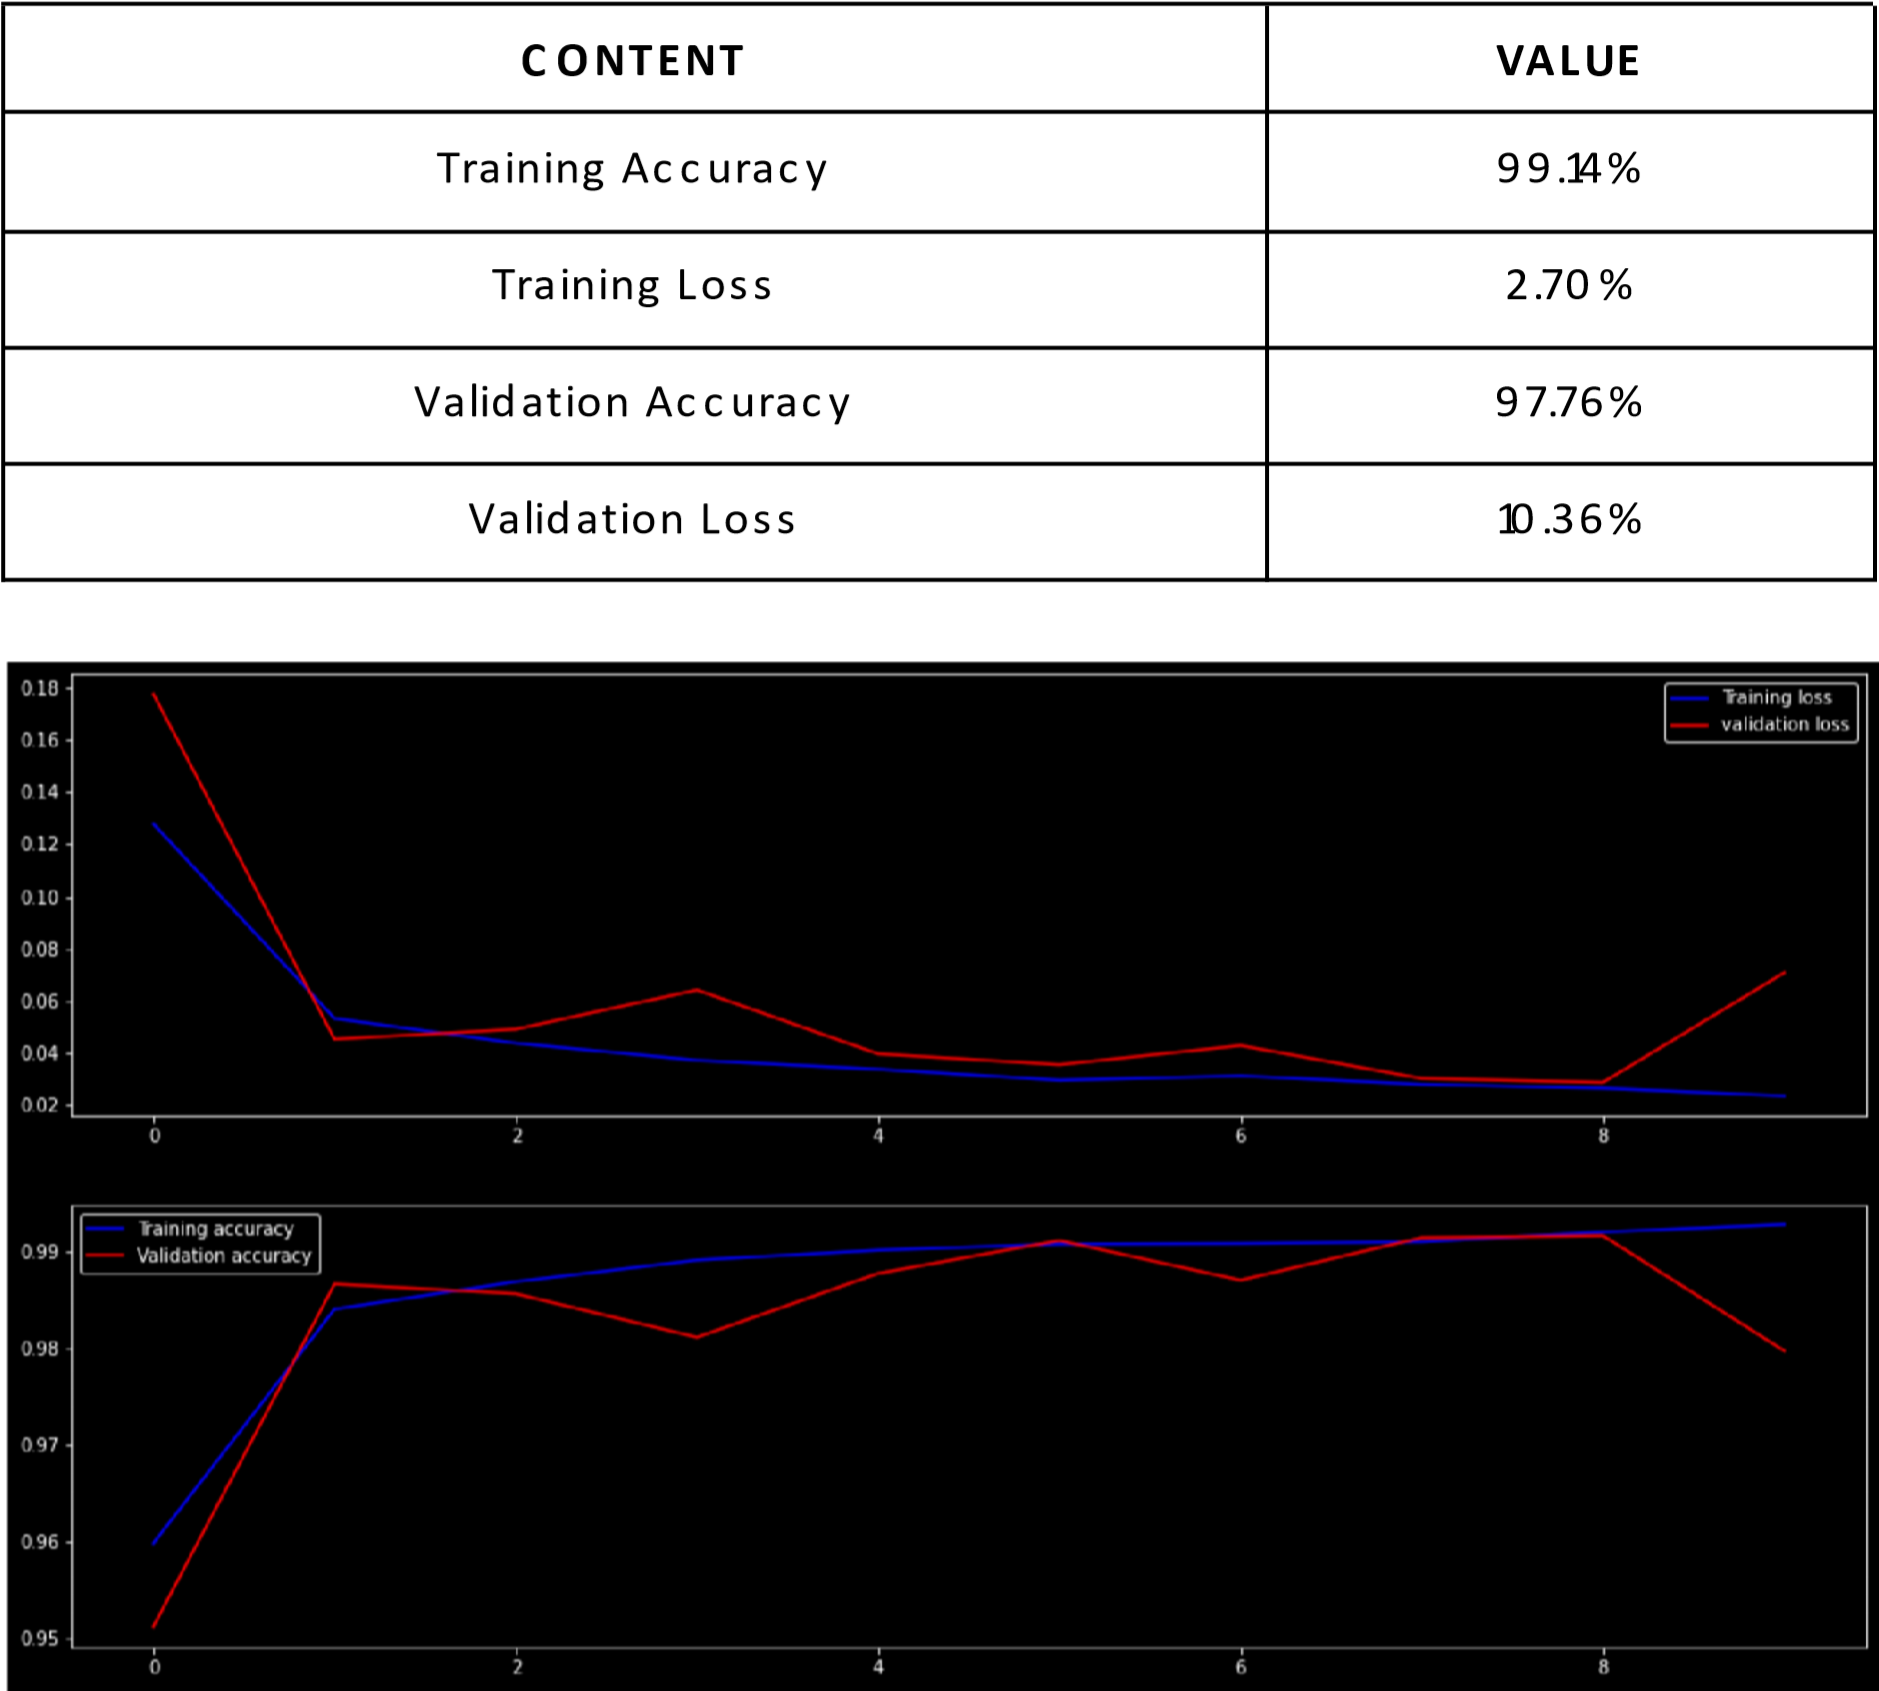 CONTENT VALUE
Training Accuracy 99.14%
Training Loss 2.70%
Validation Accuracy 97.76%
Validation Loss 10.36%
0.18
0.16
0.14
0.12
0.10
0.08
0.06
0.04
0.02
0 2 4 6 8
Training loss
validation loss
0.99
0.98
0.97
0.96
0.95
0 2 4 6 8
Training accuracy
Validation accuracy